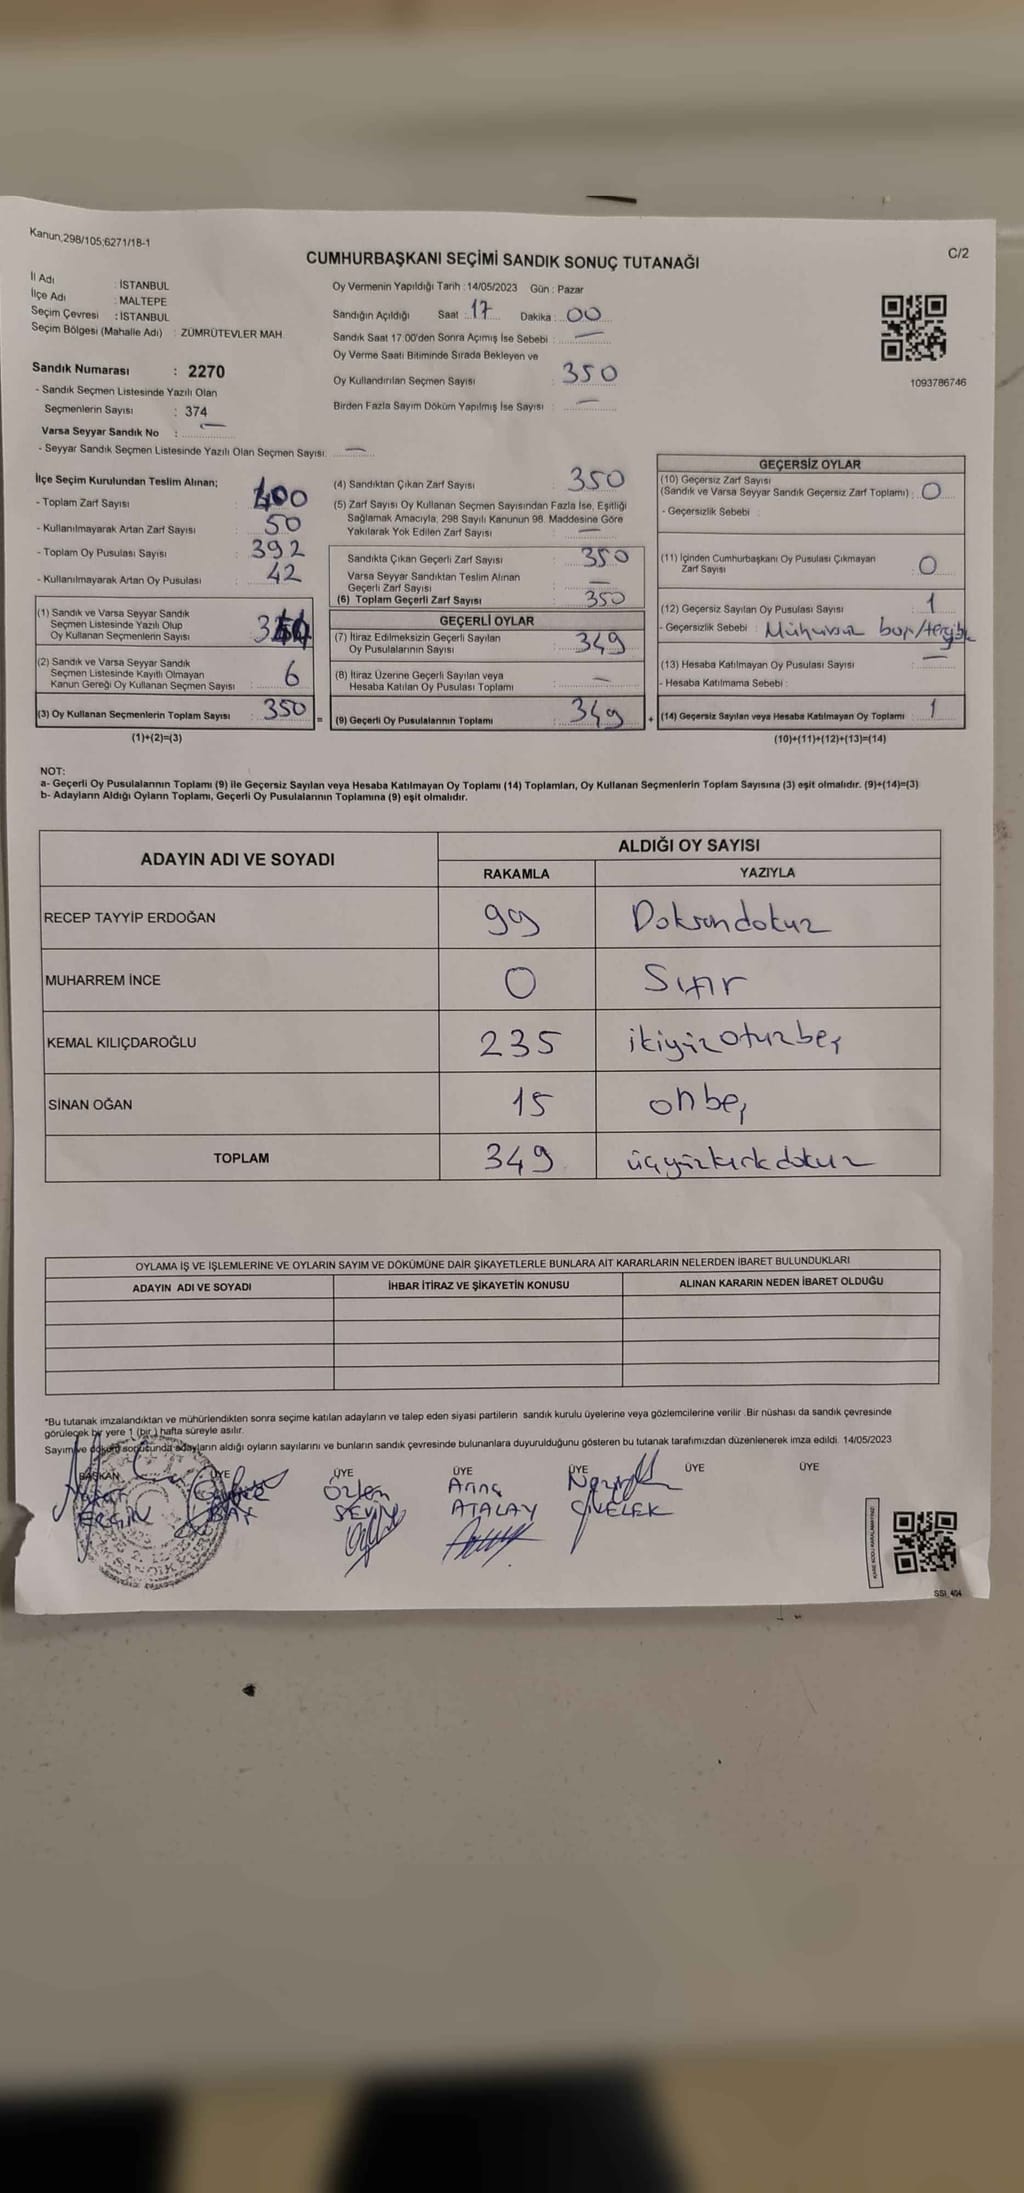 Kanun,298/105,6271/18-1
C/2
CUMHURBAŞKANI SEÇİMİ SANDIK SONUÇ TUTANAĞI
İl Adı : İSTANBUL
İlçe Adı : MALTEPE
Seçim Çevresi : İSTANBUL
Seçim Bölgesi (Mahalle Adı) : ZÜMRÜTEVLER MAH.
Sandık Numarası : 2270
- Sandık Seçmen Listesinde Yazılı Olan
Seçmenlerin Sayısı : 374
Varsa Seyyar Sandık No : —
- Seyyar Sandık Seçmen Listesinde Yazılı Olan Seçmen Sayısı: —
Oy Vermenin Yapıldığı Tarih :14/05/2023 Gün : Pazar
Sandığın Açıldığı Saat : 17 Dakika : 00
Sandık Saat 17:00'den Sonra Açımış İse Sebebi : —
Oy Verme Saati Bitiminde Sırada Bekleyen ve
Oy Kullandırılan Seçmen Sayısı : 350
Birden Fazla Sayım Döküm Yapılmış İse Sayısı : —
1093786746
İlçe Seçim Kurulundan Teslim Alınan;
- Toplam Zarf Sayısı : 400
- Kullanılmayarak Artan Zarf Sayısı : 50
- Toplam Oy Pusulası Sayısı : 392
- Kullanılmayarak Artan Oy Pusulası : 42
(1) Sandık ve Varsa Seyyar Sandık
Seçmen Listesinde Yazılı Olup
Oy Kullanan Seçmenlerin Sayısı
(2) Sandık ve Varsa Seyyar Sandık
Seçmen Listesinde Kayıtlı Olmayan
Kanun Gereği Oy Kullanan Seçmen Sayısı : 6
(3) Oy Kullanan Seçmenlerin Toplam Sayısı : 350
(1)+(2)=(3)
(4) Sandıktan Çıkan Zarf Sayısı : 350
(5) Zarf Sayısı Oy Kullanan Seçmen Sayısından Fazla İse, Eşitliği
Sağlamak Amacıyla, 298 Sayılı Kanunun 98. Maddesine Göre
Yakılarak Yok Edilen Zarf Sayısı : —
Sandıkta Çıkan Geçerli Zarf Sayısı : 350
Varsa Seyyar Sandıktan Teslim Alınan
Geçerli Zarf Sayısı : —
(6) Toplam Geçerli Zarf Sayısı : 350
GEÇERLİ OYLAR
(7) İtiraz Edilmeksizin Geçerli Sayılan
Oy Pusulalarının Sayısı : 349
(8) İtiraz Üzerine Geçerli Sayılan veya
Hesaba Katılan Oy Pusulası Toplamı : —
= (9) Geçerli Oy Pusulalarının Toplamı : 349
GEÇERSİZ OYLAR
(10) Geçersiz Zarf Sayısı
(Sandık ve Varsa Seyyar Sandık Geçersiz Zarf Toplamı) : 0
- Geçersizlik Sebebi :
(11) İçinden Cumhurbaşkanı Oy Pusulası Çıkmayan
Zarf Sayısı : 0
(12) Geçersiz Sayılan Oy Pusulası Sayısı : 1
- Geçersizlik Sebebi :
(13) Hesaba Katılmayan Oy Pusulası Sayısı : —
- Hesaba Katılmama Sebebi :
+ (14) Geçersiz Sayılan veya Hesaba Katılmayan Oy Toplamı : 1
(10)+(11)+(12)+(13)=(14)
NOT:
a- Geçerli Oy Pusulalarının Toplamı (9) ile Geçersiz Sayılan veya Hesaba Katılmayan Oy Toplamı (14) Toplamları, Oy Kullanan Seçmenlerin Toplam Sayısına (3) eşit olmalıdır. (9)+(14)=(3)
b- Adayların Aldığı Oyların Toplamı, Geçerli Oy Pusulalarının Toplamına (9) eşit olmalıdır.
ADAYIN ADI VE SOYADI
ALDIĞI OY SAYISI
RAKAMLA YAZIYLA
RECEP TAYYİP ERDOĞAN 99 Doksandokuz
MUHARREM İNCE 0 Sıfır
KEMAL KILIÇDAROĞLU 235 ikiyüzotuzbeş
SİNAN OĞAN 15 onbeş
TOPLAM 349 üçyüzkırkdokuz
OYLAMA İŞ VE İŞLEMLERİNE VE OYLARIN SAYIM VE DÖKÜMÜNE DAİR ŞİKAYETLERLE BUNLARA AİT KARARLARIN NELERDEN İBARET BULUNDUKLARI
ADAYIN ADI VE SOYADI İHBAR İTİRAZ VE ŞİKAYETİN KONUSU ALINAN KARARIN NEDEN İBARET OLDUĞU
*Bu tutanak imzalandıktan ve mühürlendikten sonra seçime katılan adayların ve talep eden siyasi partilerin sandık kurulu üyelerine veya gözlemcilerine verilir .Bir nüshası da sandık çevresinde
görülecek bir yere 1 (bir ) hafta süreyle asılır.
Sayım ve döküm sonucunda adayların aldığı oyların sayılarını ve bunların sandık çevresinde bulunanlara duyurulduğunu gösteren bu tutanak tarafımızdan düzenlenerek imza edildi. 14/05/2023
BAŞKAN ÜYE ÜYE ÜYE ÜYE ÜYE ÜYE
Özlem
ERGİN ATALAY
SSI_404